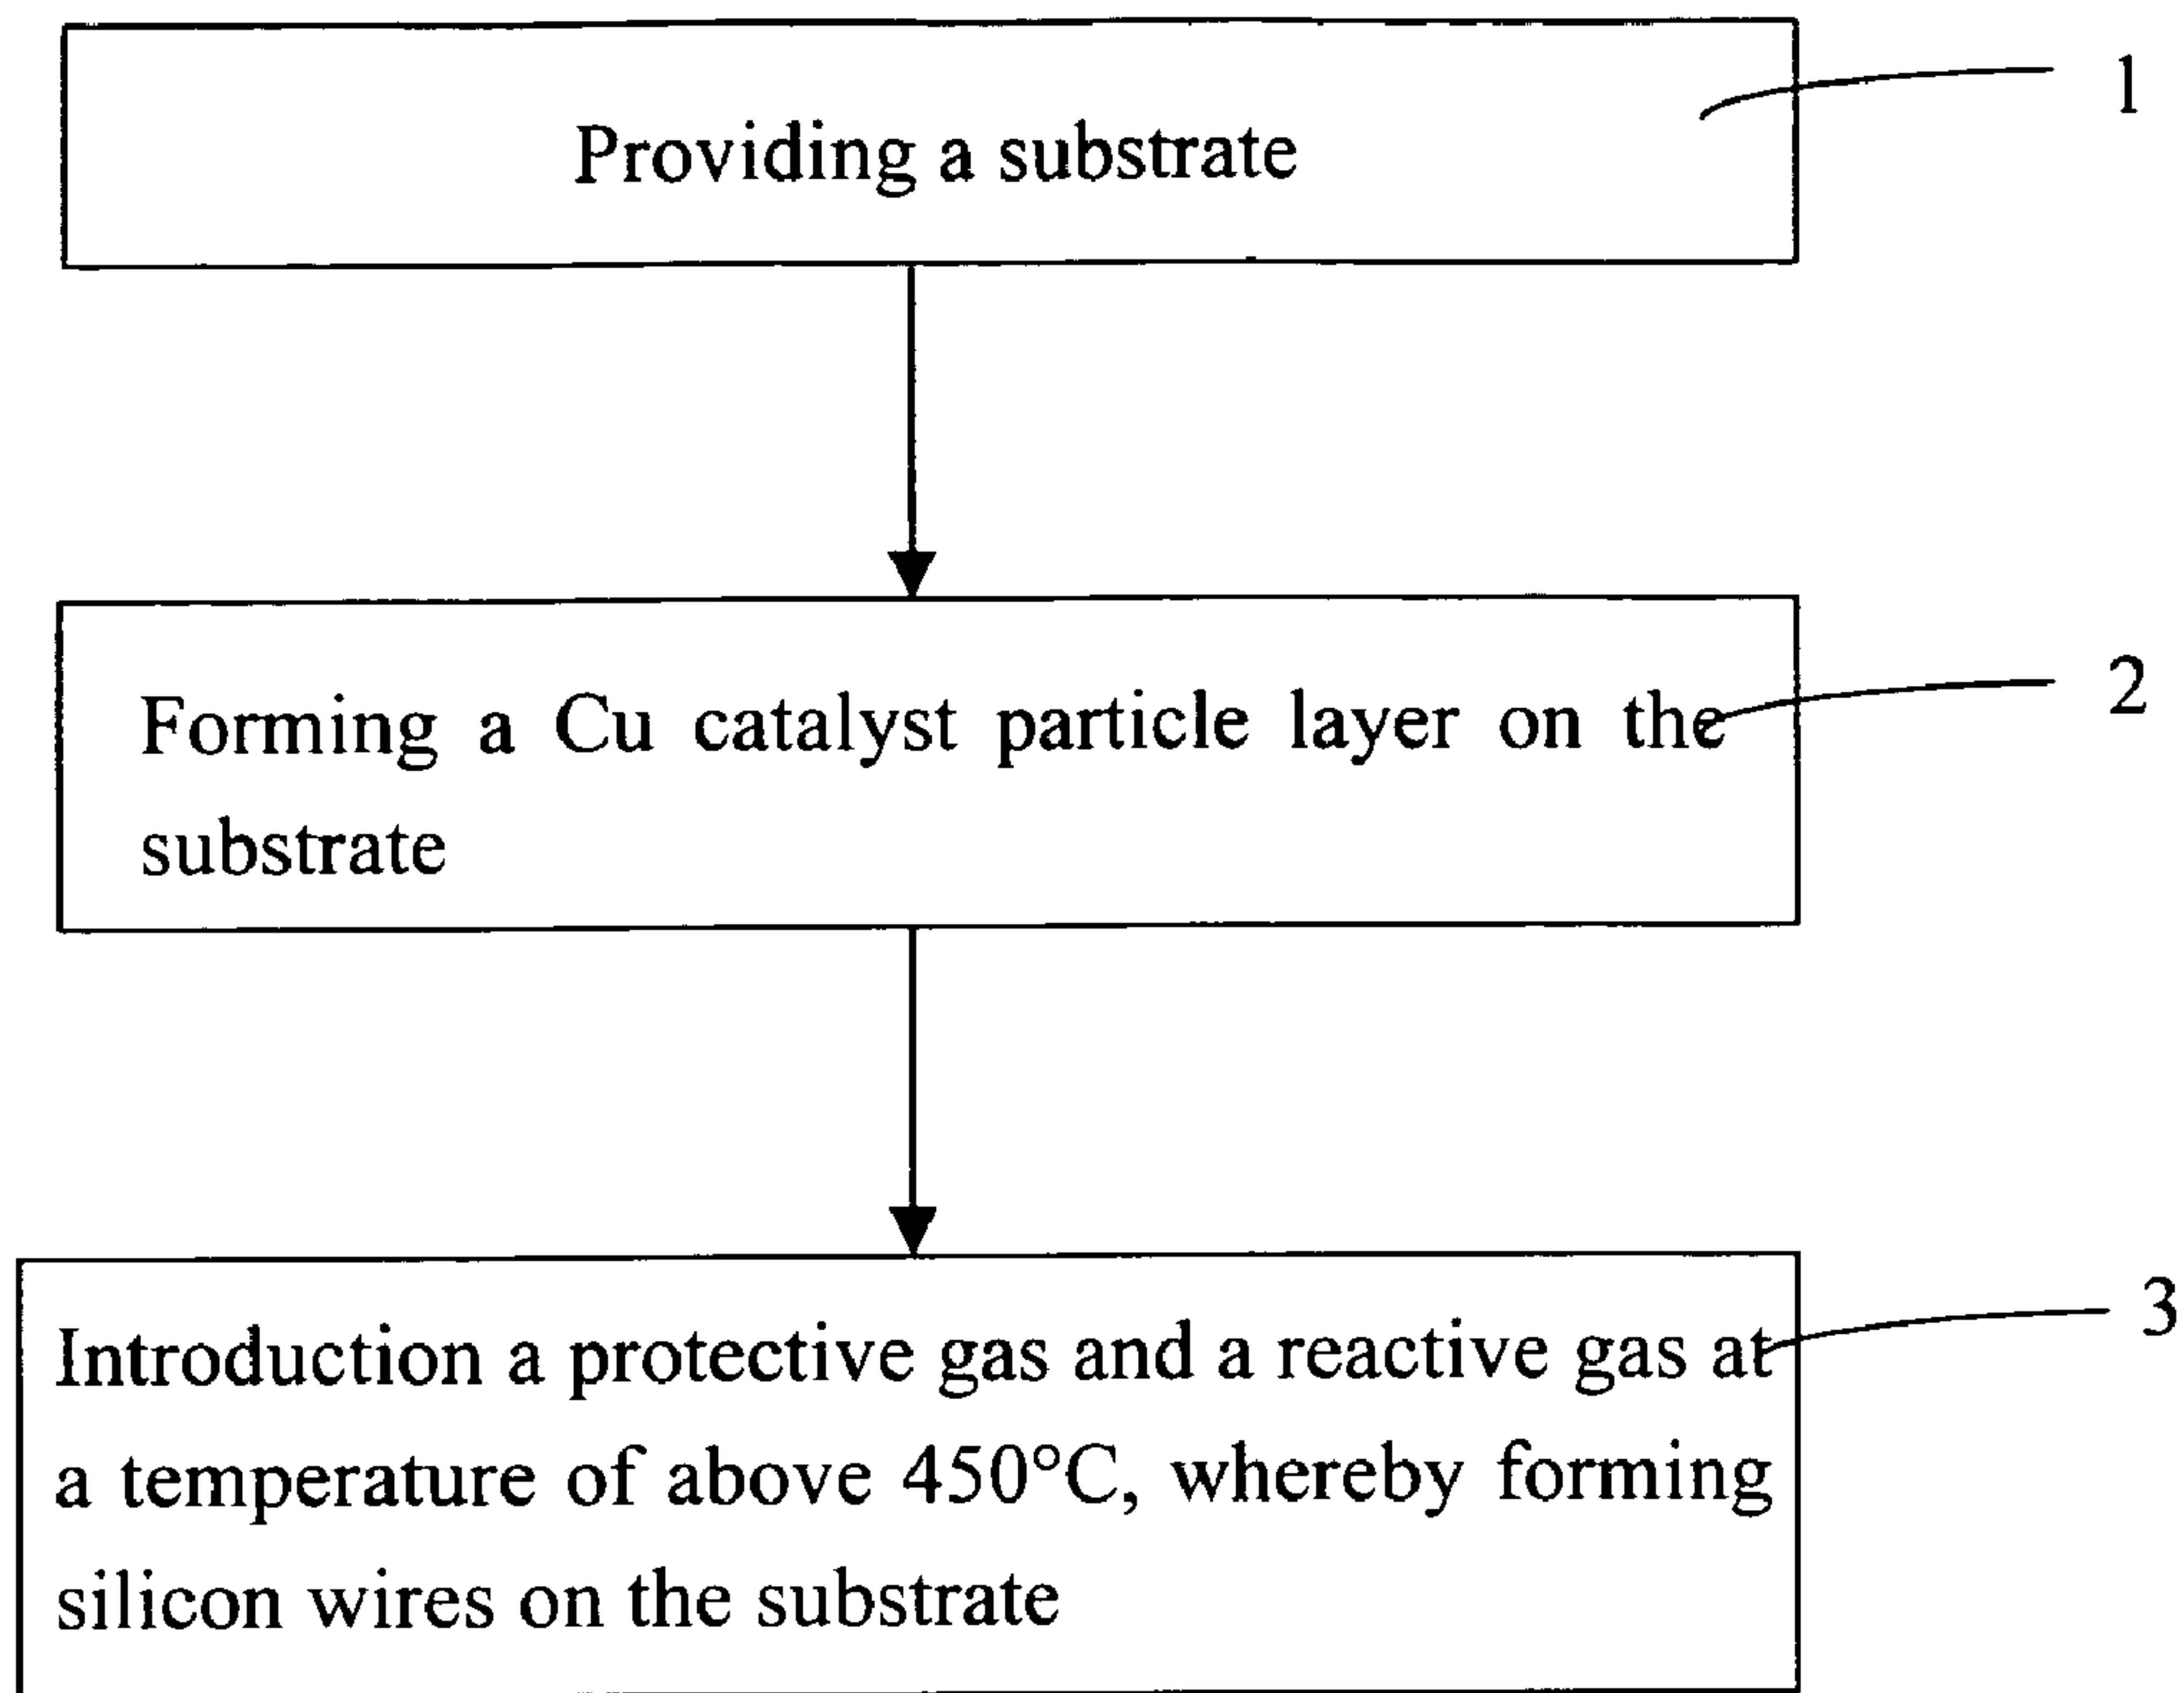 Providing a substrate
1
Forming a Cu catalyst particle layer on the
substrate
2
Introduction a protective gas and a reactive gas at
a temperature of above 450°C, whereby forming
silicon wires on the substrate
3